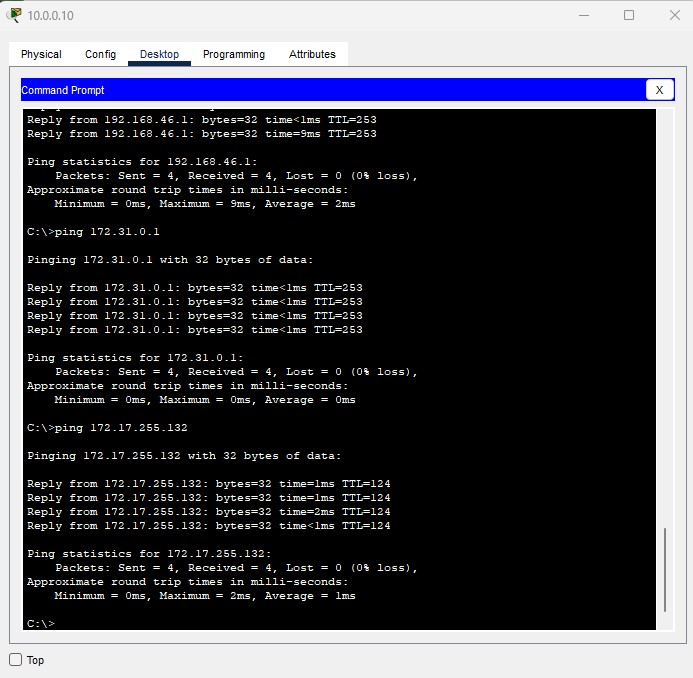 10.0.0.10
Physical Config Desktop Programming Attributes
Command Prompt X
Reply from 192.168.46.1: bytes=32 time<1ms TTL=253
Reply from 192.168.46.1: bytes=32 time=9ms TTL=253
Ping statistics for 192.168.46.1:
Packets: Sent = 4, Received = 4, Lost = 0 (0% loss),
Approximate round trip times in milli-seconds:
Minimum = 0ms, Maximum = 9ms, Average = 2ms
C:\>ping 172.31.0.1
Pinging 172.31.0.1 with 32 bytes of data:
Reply from 172.31.0.1: bytes=32 time<1ms TTL=253
Reply from 172.31.0.1: bytes=32 time<1ms TTL=253
Reply from 172.31.0.1: bytes=32 time<1ms TTL=253
Reply from 172.31.0.1: bytes=32 time<1ms TTL=253
Ping statistics for 172.31.0.1:
Packets: Sent = 4, Received = 4, Lost = 0 (0% loss),
Approximate round trip times in milli-seconds:
Minimum = 0ms, Maximum = 0ms, Average = 0ms
C:\>ping 172.17.255.132
Pinging 172.17.255.132 with 32 bytes of data:
Reply from 172.17.255.132: bytes=32 time=1ms TTL=124
Reply from 172.17.255.132: bytes=32 time=1ms TTL=124
Reply from 172.17.255.132: bytes=32 time=2ms TTL=124
Reply from 172.17.255.132: bytes=32 time<1ms TTL=124
Ping statistics for 172.17.255.132:
Packets: Sent = 4, Received = 4, Lost = 0 (0% loss),
Approximate round trip times in milli-seconds:
Minimum = 0ms, Maximum = 2ms, Average = 1ms
C:\>
Top